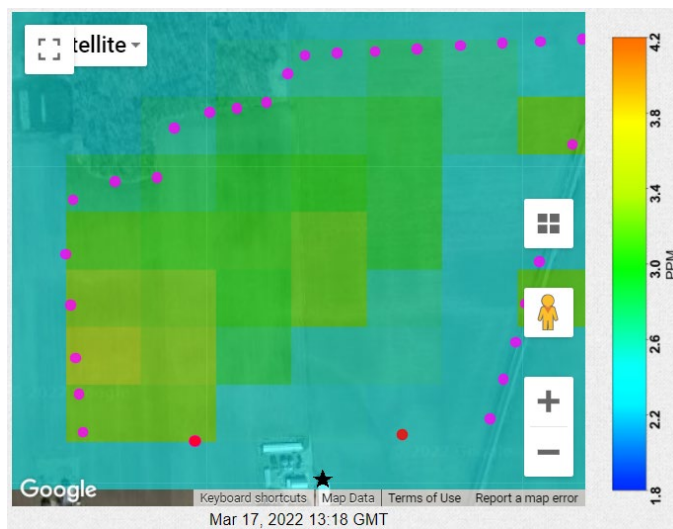 tellite
4.2
3.8
3.4
3.0
2.6
2.2
1.8
PPM
+
−
Google
Keyboard shortcuts Map Data Terms of Use Report a map error
Mar 17, 2022 13:18 GMT